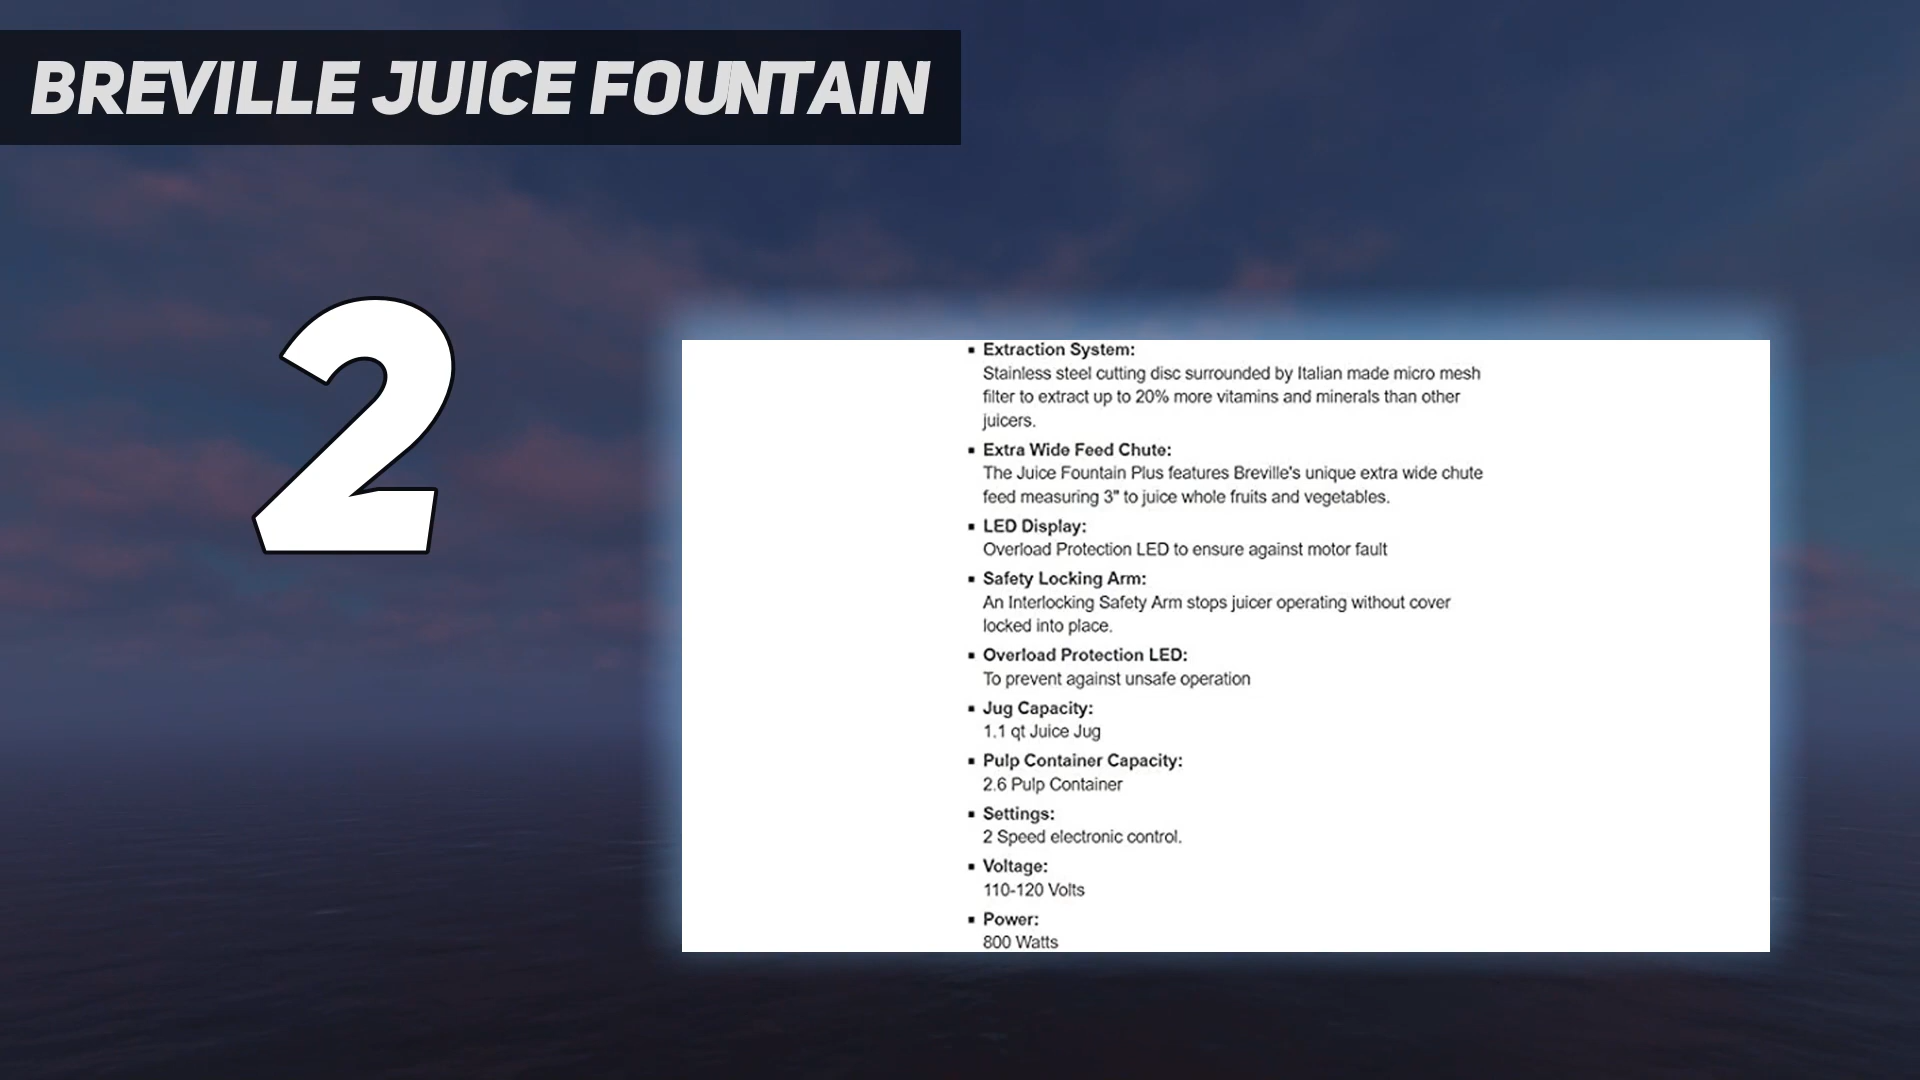 BREVILLE JUICE FOUNTAIN
2
▪ Extraction System:
Stainless steel cutting disc surrounded by Italian made micro mesh
filter to extract up to 20% more vitamins and minerals than other
juicers.
▪ Extra Wide Feed Chute:
The Juice Fountain Plus features Breville's unique extra wide chute
feed measuring 3" to juice whole fruits and vegetables.
▪ LED Display:
Overload Protection LED to ensure against motor fault
▪ Safety Locking Arm:
An Interlocking Safety Arm stops juicer operating without cover
locked into place.
▪ Overload Protection LED:
To prevent against unsafe operation
▪ Jug Capacity:
1.1 qt Juice Jug
▪ Pulp Container Capacity:
2.6 Pulp Container
▪ Settings:
2 Speed electronic control.
▪ Voltage:
110-120 Volts
▪ Power:
800 Watts